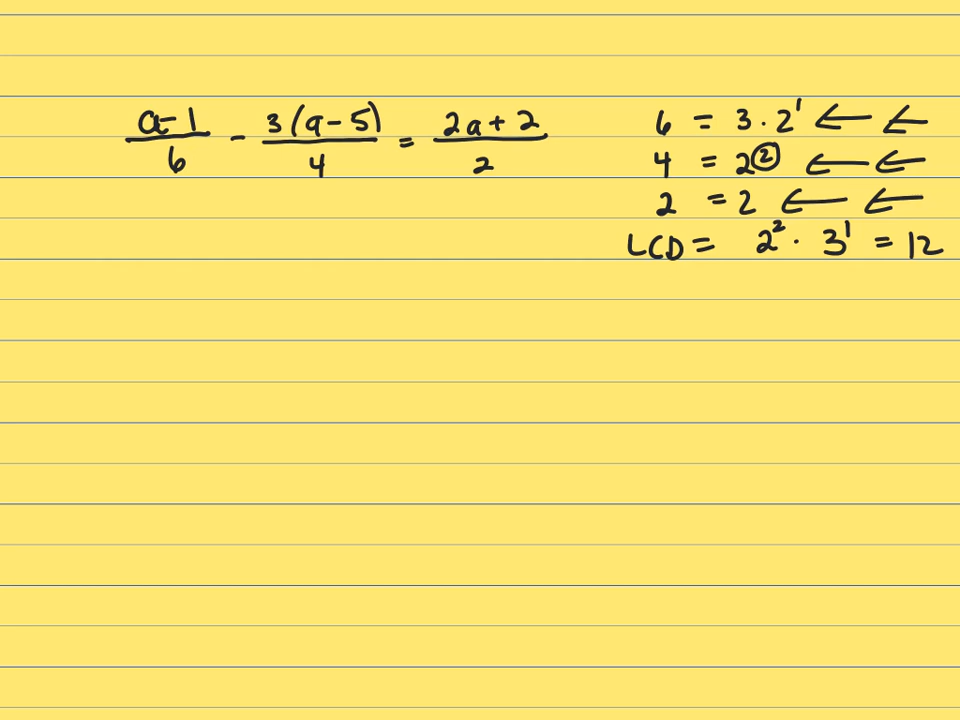 (a-1)/6 - 3(a-5)/4 = (2a+2)/2
6 = 3 · 2¹ ← ←
4 = 2² ← ←
2 = 2 ← ←
LCD = 2² · 3¹ = 12